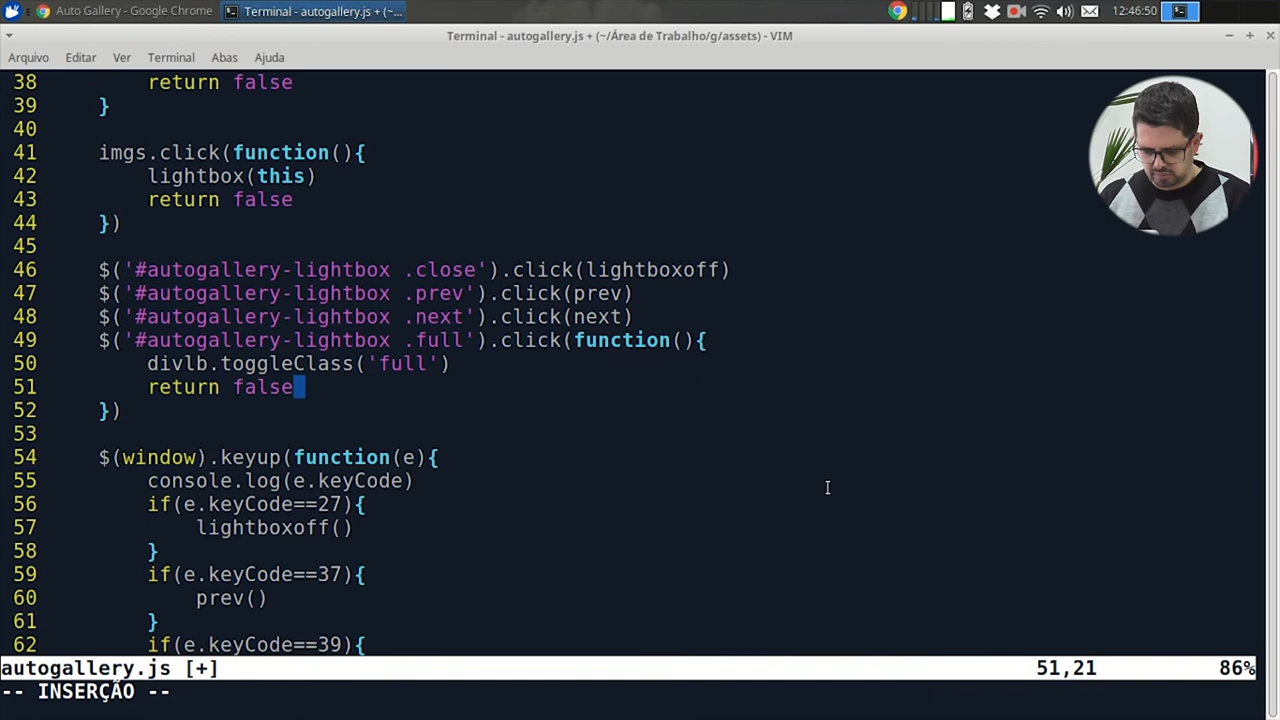 Auto Gallery - Google Chrome
Terminal - autogallery.js + (~...
12:46:50
Terminal - autogallery.js + (~/Área de Trabalho/g/assets) - VIM
Arquivo Editar Ver Terminal Abas Ajuda
38 return false
39 }
40
41 imgs.click(function(){
42 lightbox(this)
43 return false
44 })
45
46 $('#autogallery-lightbox .close').click(lightboxoff)
47 $('#autogallery-lightbox .prev').click(prev)
48 $('#autogallery-lightbox .next').click(next)
49 $('#autogallery-lightbox .full').click(function(){
50 divlb.toggleClass('full')
51 return false
52 })
53
54 $(window).keyup(function(e){
55 console.log(e.keyCode)
56 if(e.keyCode==27){
57 lightboxoff()
58 }
59 if(e.keyCode==37){
60 prev()
61 }
62 if(e.keyCode==39){
autogallery.js [+] 51,21 86%
-- INSERÇÃO --